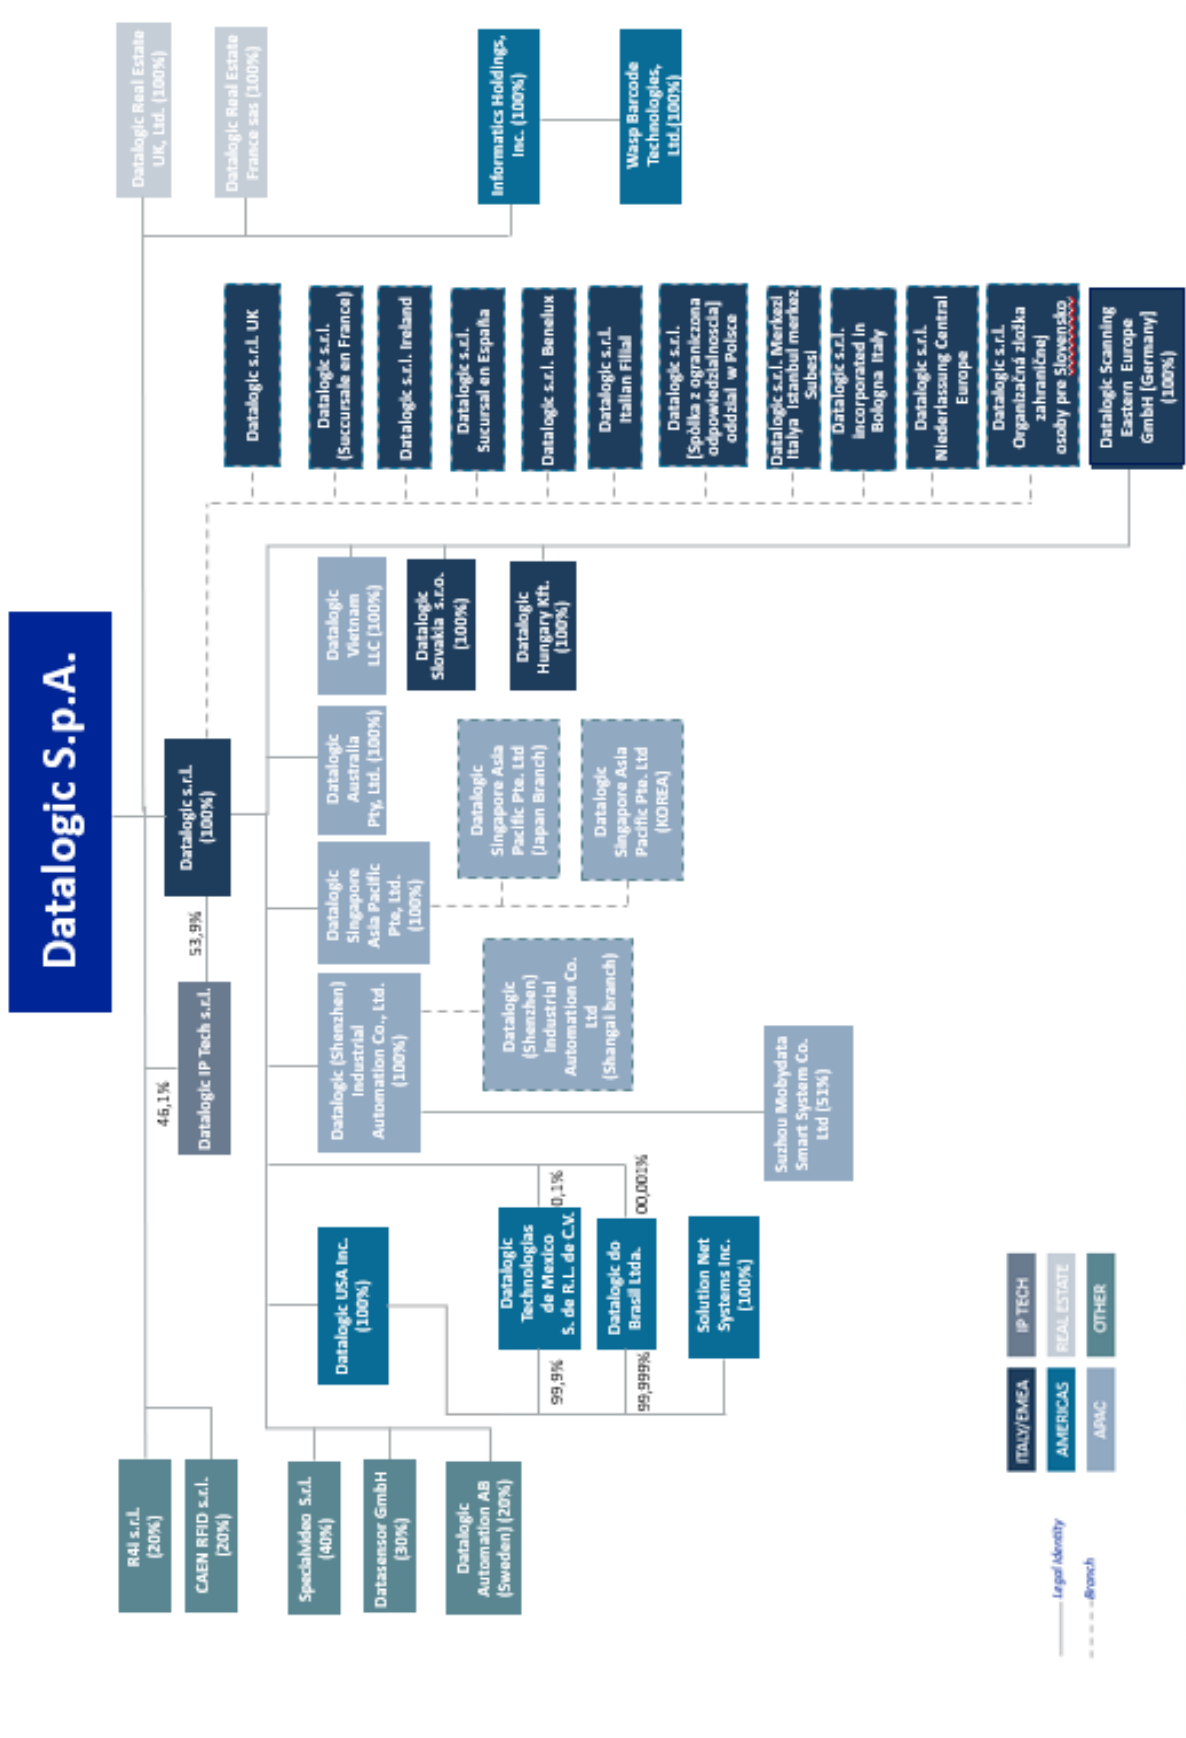 Datalogic S.p.A.
R4i s.r.l.
(20%)
CAEN RFID s.r.l.
(20%)
46,1%
Datalogic IP Tech s.r.l.
53,9%
Datalogic s.r.l.
(100%)
Datalogic Real Estate
UK, Ltd. (100%)
Datalogic Real Estate
France sas (100%)
Informatics Holdings,
Inc. (100%)
Wasp Barcode
Technologies,
Ltd.(100%)
Specialvideo S.r.l.
(40%)
Datasensor GmbH
(30%)
Datalogic
Automation AB
(Sweden) (20%)
Datalogic USA Inc.
(100%)
99,9%
Datalogic
Technologias
de Mexico
S. de R.L. de C.V.
0,1%
99,999%
Datalogic do
Brasil Ltda.
00,001%
Solution Net
Systems Inc.
(100%)
Datalogic (Shenzhen)
Industrial
Automation Co., Ltd.
(100%)
Datalogic
(Shenzhen)
Industrial
Automation Co.
Ltd
(Shangai branch)
Suzhou Mobydata
Smart System Co.
Ltd (51%)
Datalogic
Singapore
Asia Pacific
Pte, Ltd.
(100%)
Datalogic
Singapore Asia
Pacific Pte. Ltd
(Japan Branch)
Datalogic
Singapore Asia
Pacific Pte. Ltd
(KOREA)
Datalogic
Australia
Pty, Ltd. (100%)
Datalogic
Vietnam
LLC (100%)
Datalogic
Slovakia s.r.o.
(100%)
Datalogic
Hungary Kft.
(100%)
Datalogic s.r.l. UK
Datalogic s.r.l.
(Succursale en France)
Datalogic s.r.l. Ireland
Datalogic s.r.l.
Sucursal en España
Datalogic s.r.l. Benelux
Datalogic s.r.l.
Italian Filial
Datalogic s.r.l.
[Spólka z ograniczona
odpowiedzialnoscia]
oddzial w Polsce
Datalogic s.r.l. Merkezi
Italya Istanbul merkez
Subesi
Datalogic s.r.l.
incorporated in
Bologna Italy
Datalogic s.r.l.
Niederlassung Central
Europe
Datalogic s.r.l.
Organizačná zložka
zahraničnej
osoby pre Slovensko
Datalogic Scanning
Eastern Europe
GmbH [Germany]
(100%)
Legal Identity
Branch
ITALY/EMEA
IP TECH
AMERICAS
REAL ESTATE
APAC
OTHER